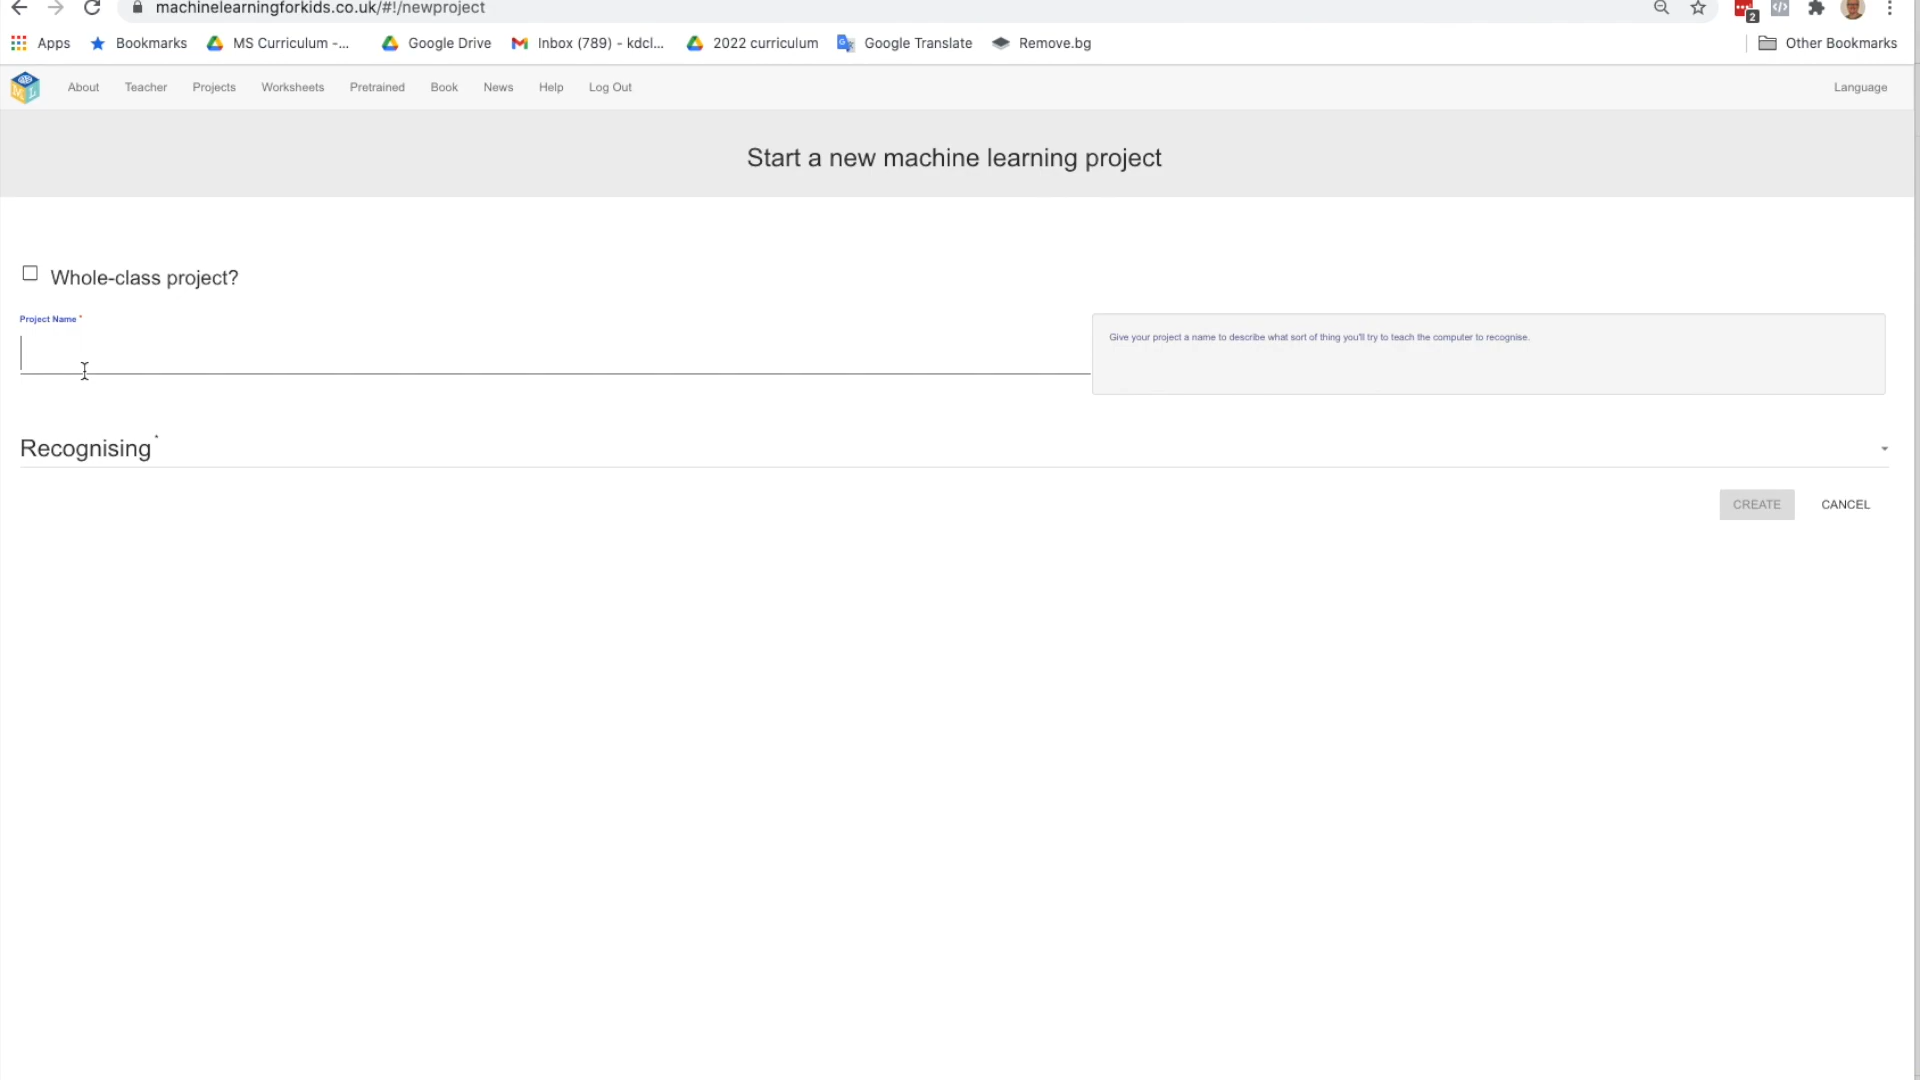 machinelearningforkids.co.uk/#!/newproject
2
Apps Bookmarks MS Curriculum -... Google Drive Inbox (789) - kdcl... 2022 curriculum Google Translate Remove.bg Other Bookmarks
About Teacher Projects Worksheets Pretrained Book News Help Log Out Language
Start a new machine learning project
Whole-class project?
Project Name *
Give your project a name to describe what sort of thing you'll try to teach the computer to recognise.
Recognising *
CREATE CANCEL